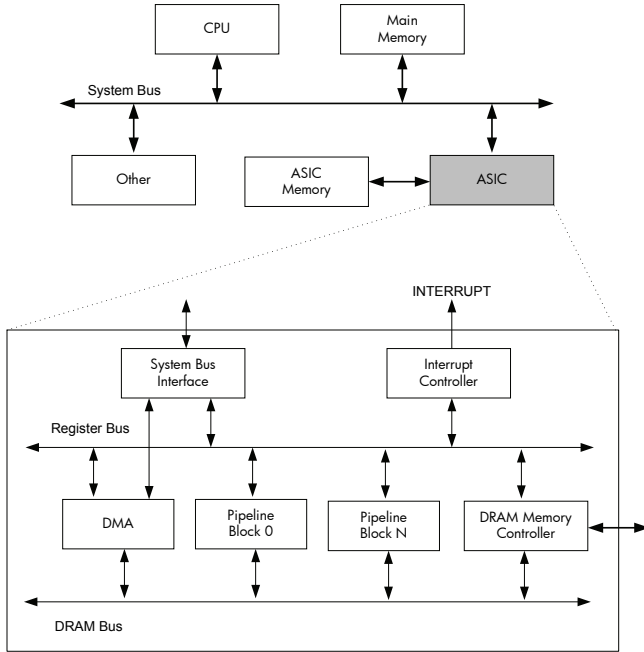 CPU
Main
Memory
System Bus
Other
ASIC
Memory
ASIC
INTERRUPT
System Bus
Interface
Interrupt
Controller
Register Bus
DMA
Pipeline
Block 0
Pipeline
Block N
DRAM Memory
Controller
DRAM Bus